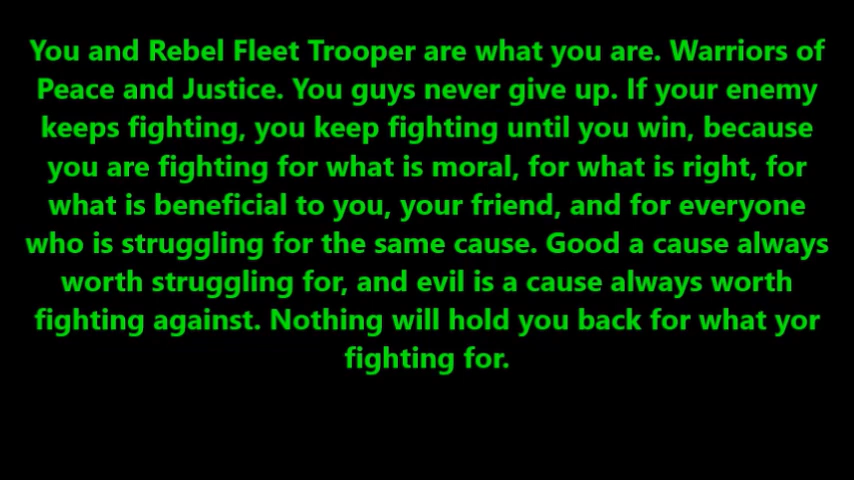 You and Rebel Fleet Trooper are what you are. Warriors of
Peace and Justice. You guys never give up. If your enemy
keeps fighting, you keep fighting until you win, because
you are fighting for what is moral, for what is right, for
what is beneficial to you, your friend, and for everyone
who is struggling for the same cause. Good a cause always
worth struggling for, and evil is a cause always worth
fighting against. Nothing will hold you back for what yor
fighting for.